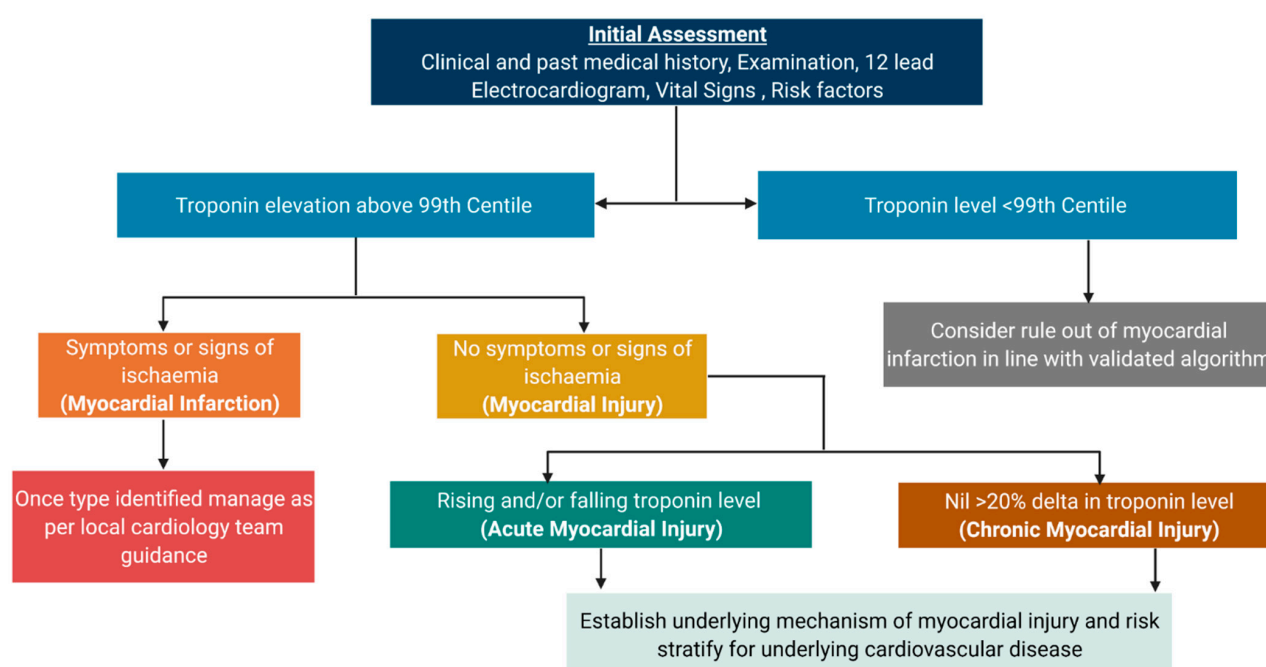 Initial Assessment
Clinical and past medical history, Examination, 12 lead
Electrocardiogram, Vital Signs , Risk factors
Troponin elevation above 99th Centile
Troponin level <99th Centile
Symptoms or signs of
ischaemia
(Myocardial Infarction)
No symptoms or signs of
ischaemia
(Myocardial Injury)
Consider rule out of myocardial
infarction in line with validated algorithm
Once type identified manage as
per local cardiology team
guidance
Rising and/or falling troponin level
(Acute Myocardial Injury)
Nil >20% delta in troponin level
(Chronic Myocardial Injury)
Establish underlying mechanism of myocardial injury and risk
stratify for underlying cardiovascular disease